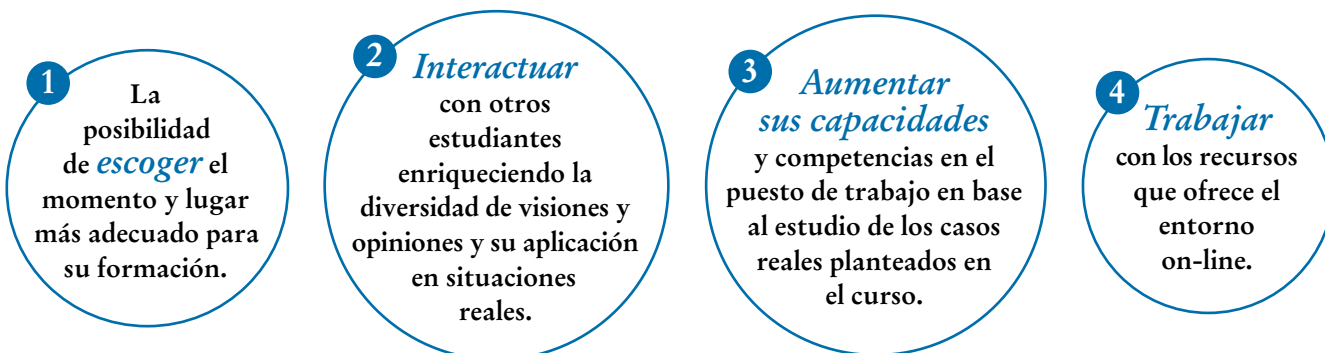 1
La
posibilidad
de escoger el
momento y lugar
más adecuado para
su formación.
2
Interactuar
con otros
estudiantes
enriqueciendo la
diversidad de visiones y
opiniones y su aplicación
en situaciones
reales.
3
Aumentar
sus capacidades
y competencias en el
puesto de trabajo en base
al estudio de los casos
reales planteados en
el curso.
4
Trabajar
con los recursos
que ofrece el
entorno
on-line.